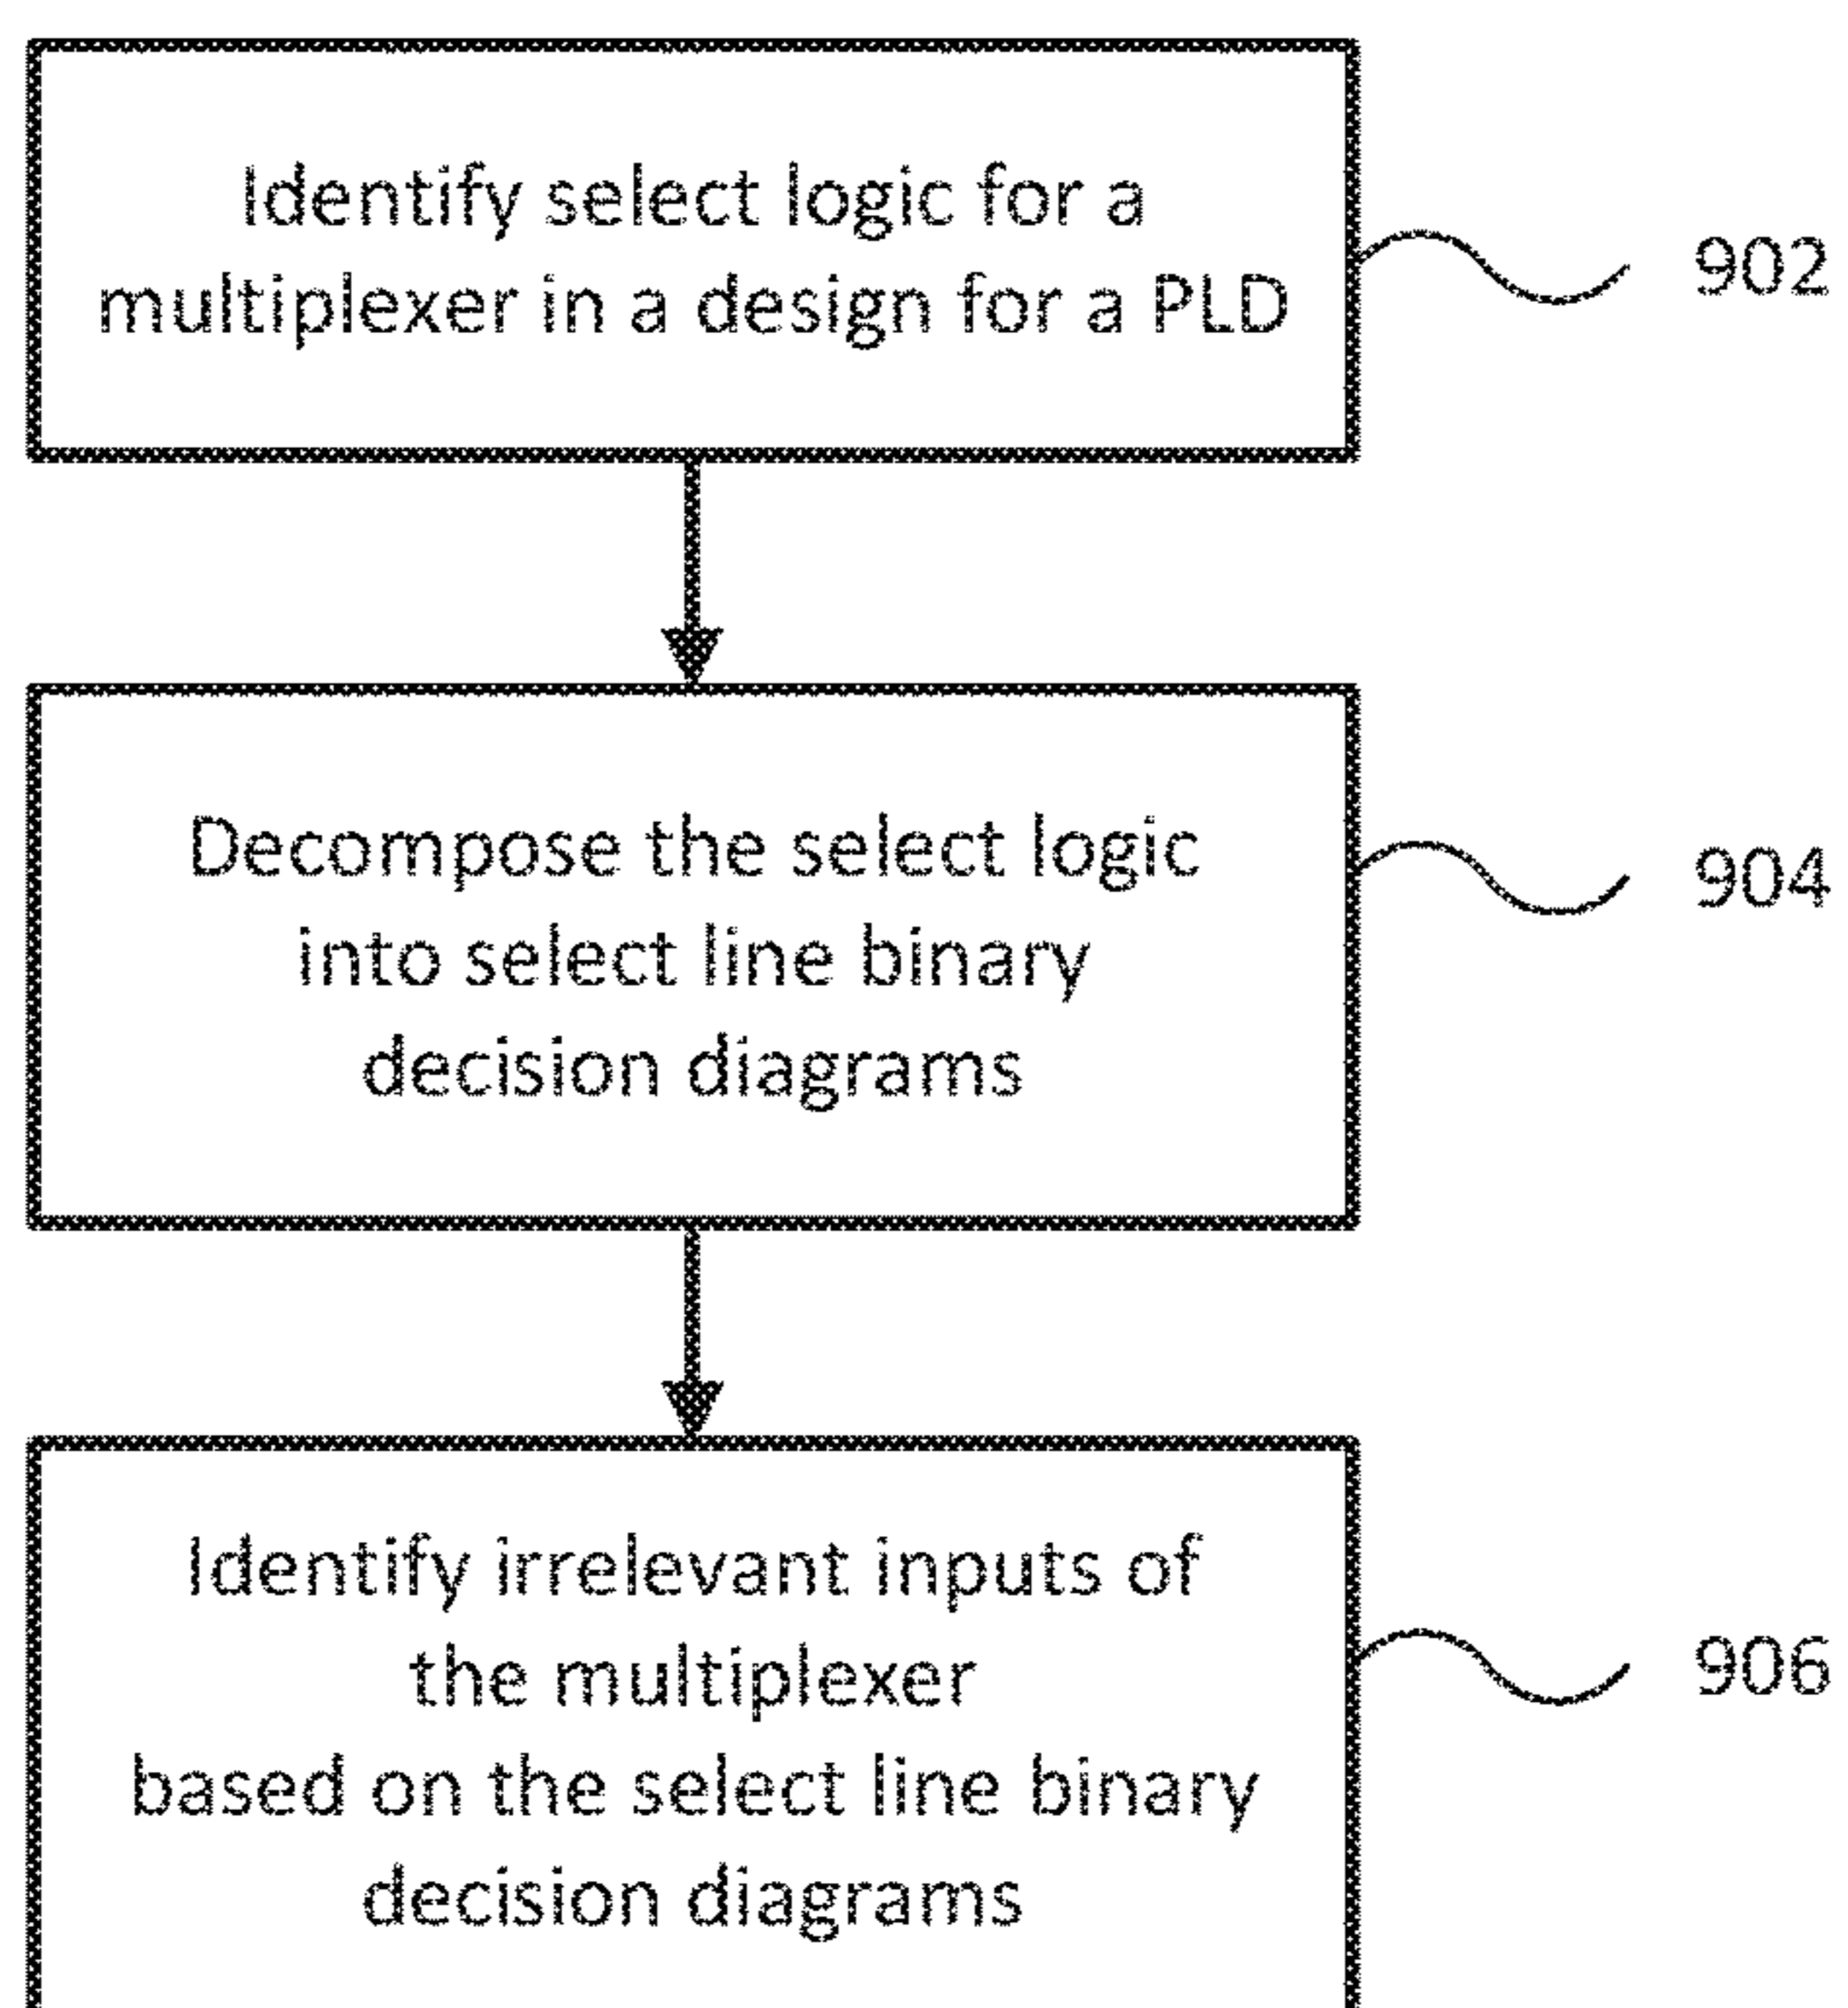 Identify select logic for a
multiplexer in a design for a PLD
902
Decompose the select logic
into select line binary
decision diagrams
904
Identify irrelevant inputs of
the multiplexer
based on the select line binary
decision diagrams
906